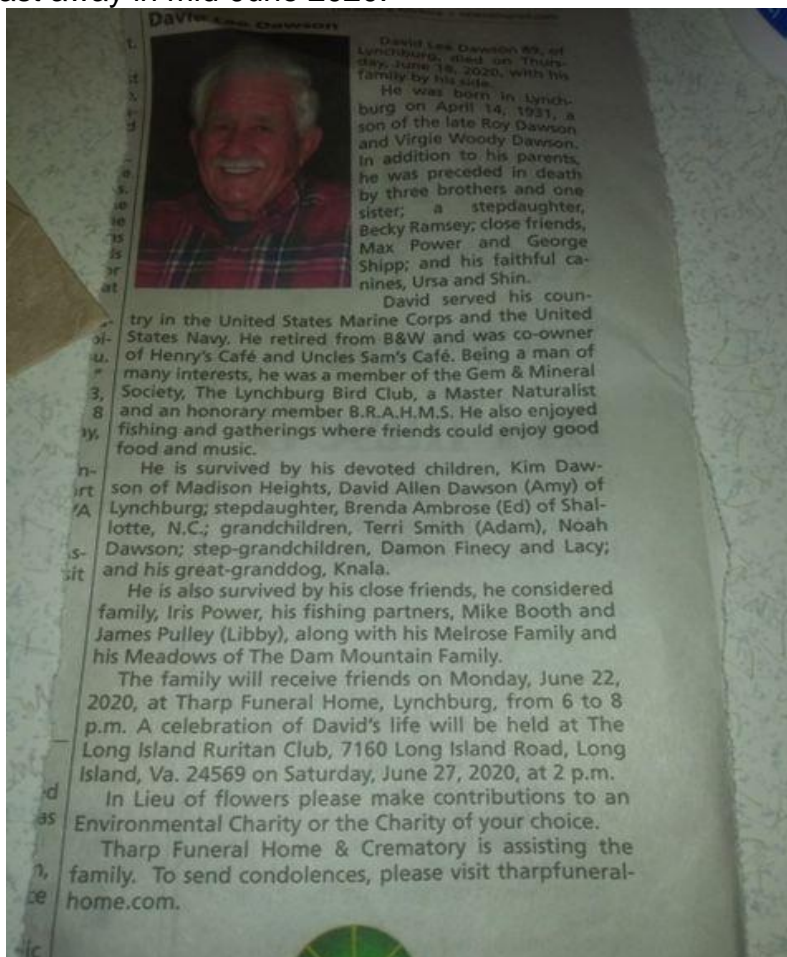 ast away in mid-June 2020.
David Lee Dawson
David Lee Dawson 89, of
Lynchburg, died on Thurs-
day, June 18, 2020, with his
family by his side.
He was born in Lynch-
burg on April 14, 1931, a
son of the late Roy Dawson
and Virgie Woody Dawson.
In addition to his parents,
he was preceded in death
by three brothers and one
sister; a stepdaughter,
Becky Ramsey; close friends,
Max Power and George
Shipp; and his faithful ca-
nines, Ursa and Shin.
David served his coun-
try in the United States Marine Corps and the United
States Navy. He retired from B&W and was co-owner
of Henry's Café and Uncles Sam's Café. Being a man of
many interests, he was a member of the Gem & Mineral
Society, The Lynchburg Bird Club, a Master Naturalist
and an honorary member B.R.A.H.M.S. He also enjoyed
fishing and gatherings where friends could enjoy good
food and music.
He is survived by his devoted children, Kim Daw-
son of Madison Heights, David Allen Dawson (Amy) of
Lynchburg; stepdaughter, Brenda Ambrose (Ed) of Shal-
lotte, N.C.; grandchildren, Terri Smith (Adam), Noah
Dawson; step-grandchildren, Damon Finecy and Lacy;
and his great-granddog, Knala.
He is also survived by his close friends, he considered
family, Iris Power, his fishing partners, Mike Booth and
James Pulley (Libby), along with his Melrose Family and
his Meadows of The Dam Mountain Family.
The family will receive friends on Monday, June 22,
2020, at Tharp Funeral Home, Lynchburg, from 6 to 8
p.m. A celebration of David's life will be held at The
Long Island Ruritan Club, 7160 Long Island Road, Long
Island, Va. 24569 on Saturday, June 27, 2020, at 2 p.m.
In Lieu of flowers please make contributions to an
Environmental Charity or the Charity of your choice.
Tharp Funeral Home & Crematory is assisting the
family. To send condolences, please visit tharpfuneral-
home.com.